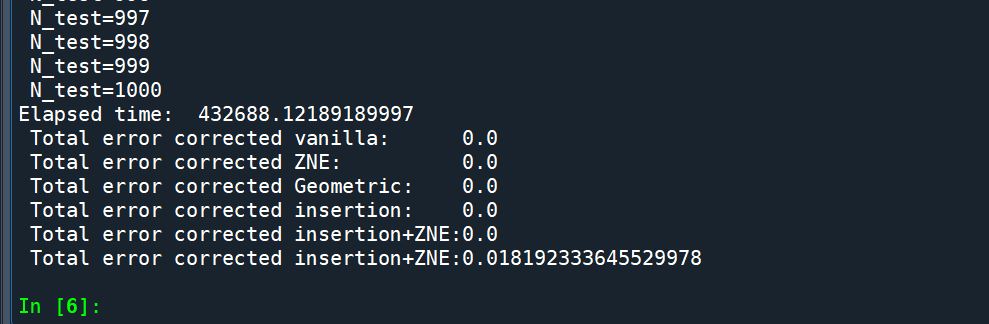 N_test=997
N_test=998
N_test=999
N_test=1000
Elapsed time:  432688.12189189997
Total error corrected vanilla:      0.0
Total error corrected ZNE:          0.0
Total error corrected Geometric:    0.0
Total error corrected insertion:    0.0
Total error corrected insertion+ZNE:0.0
Total error corrected insertion+ZNE:0.018192333645529978
In [6]: